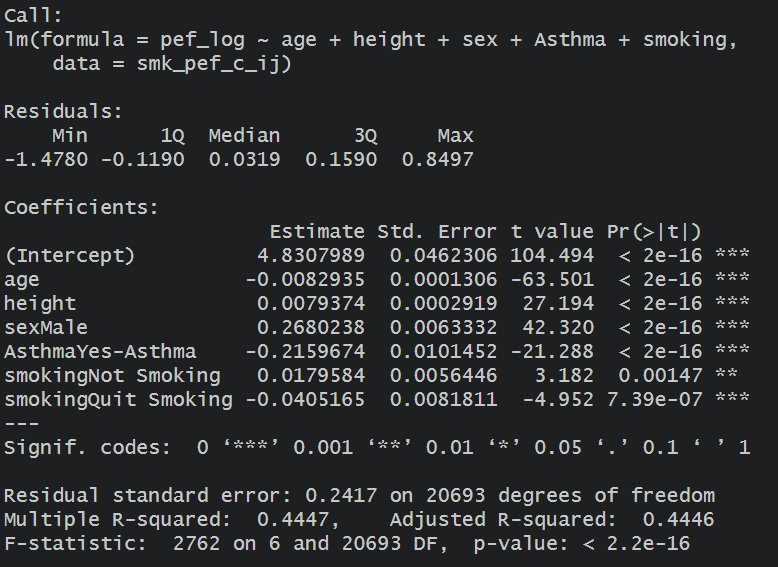 Call:
lm(formula = pef_log ~ age + height + sex + Asthma + smoking,
    data = smk_pef_c_ij)

Residuals:
    Min      1Q  Median      3Q     Max
-1.4780 -0.1190  0.0319  0.1590  0.8497

Coefficients:
                      Estimate Std. Error t value Pr(>|t|)
(Intercept)          4.8307989  0.0462306 104.494  < 2e-16 ***
age                 -0.0082935  0.0001306 -63.501  < 2e-16 ***
height               0.0079374  0.0002919  27.194  < 2e-16 ***
sexMale              0.2680238  0.0063332  42.320  < 2e-16 ***
AsthmaYes-Asthma    -0.2159674  0.0101452 -21.288  < 2e-16 ***
smokingNot Smoking   0.0179584  0.0056446   3.182  0.00147 **
smokingQuit Smoking -0.0405165  0.0081811  -4.952 7.39e-07 ***
---
Signif. codes:  0 ‘***’ 0.001 ‘**’ 0.01 ‘*’ 0.05 ‘.’ 0.1 ‘ ’ 1

Residual standard error: 0.2417 on 20693 degrees of freedom
Multiple R-squared:  0.4447,    Adjusted R-squared:  0.4446
F-statistic:  2762 on 6 and 20693 DF,  p-value: < 2.2e-16